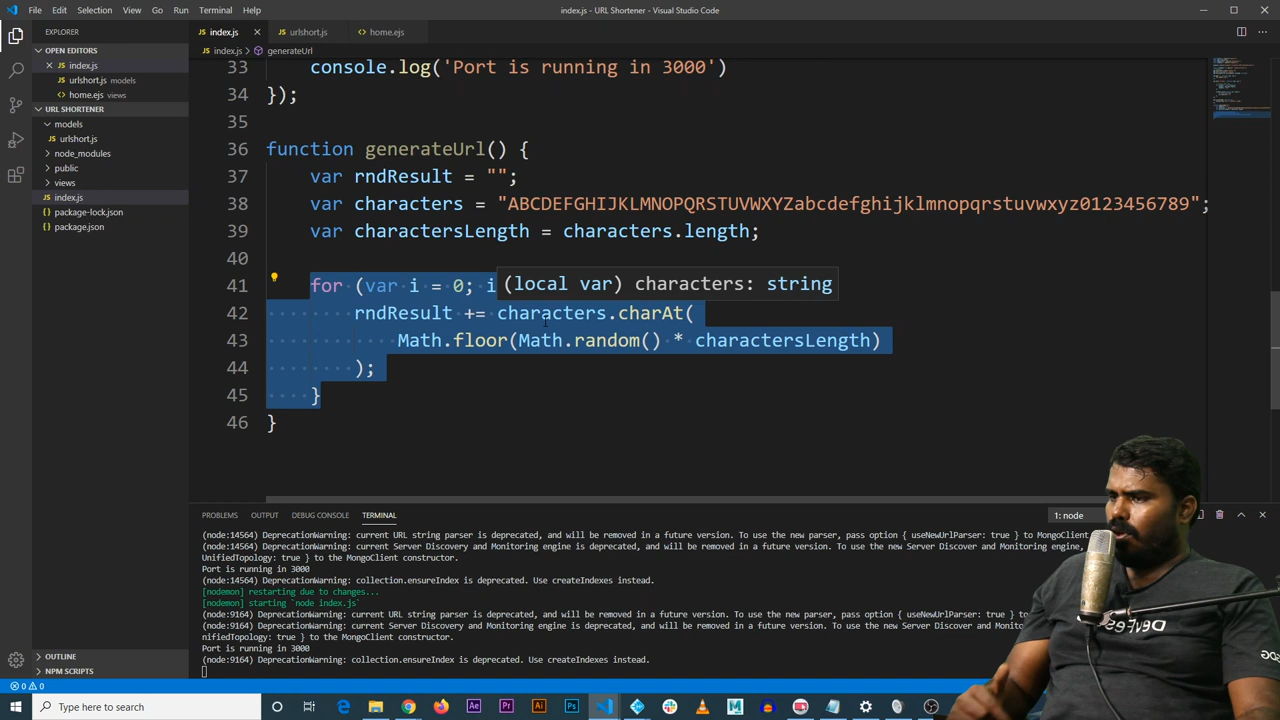 File Edit Selection View Go Run Terminal Help
index.js - URL Shortener - Visual Studio Code
EXPLORER
OPEN EDITORS
index.js
urlshort.js models
home.ejs views
URL SHORTENER
models
urlshort.js
node_modules
public
views
index.js
package-lock.json
package.json
OUTLINE
NPM SCRIPTS
index.js urlshort.js home.ejs
index.js > generateUrl
33 console.log('Port is running in 3000')
34 });
35
36 function generateUrl() {
37 var rndResult = "";
38 var characters = "ABCDEFGHIJKLMNOPQRSTUVWXYZabcdefghijklmnopqrstuvwxyz0123456789";
39 var charactersLength = characters.length;
40
41 for (var i = 0; i
(local var) characters: string
42 rndResult += characters.charAt(
43 Math.floor(Math.random() * charactersLength)
44 );
45 }
46 }
PROBLEMS OUTPUT DEBUG CONSOLE TERMINAL
1: node
(node:14564) DeprecationWarning: current URL string parser is deprecated, and will be removed in a future version. To use the new parser, pass option { useNewUrlParser: true } to MongoClient.
(node:14564) DeprecationWarning: current Server Discovery and Monitoring engine is deprecated, and will be removed in a future version. To use the new Server Discover and Monitoring engine,
UnifiedTopology: true } to the MongoClient constructor.
Port is running in 3000
(node:14564) DeprecationWarning: collection.ensureIndex is deprecated. Use createIndexes instead.
[nodemon] restarting due to changes...
[nodemon] starting `node index.js`
(node:9164) DeprecationWarning: current URL string parser is deprecated, and will be removed in a future version. To use the new parser, pass option { useNewUrlParser: true } to
(node:9164) DeprecationWarning: current Server Discovery and Monitoring engine is deprecated, and will be removed in a future version. To use the new Server Discover and Monito
nifiedTopology: true } to the MongoClient constructor.
Port is running in 3000
(node:9164) DeprecationWarning: collection.ensureIndex is deprecated. Use createIndexes instead.
0 0
Type here to search